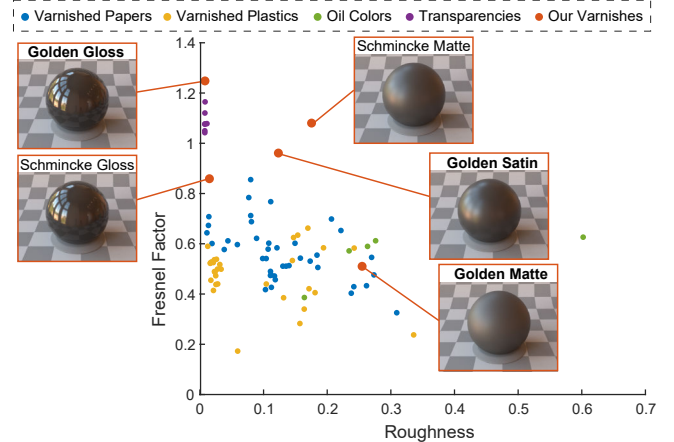 Varnished Papers Varnished Plastics Oil Colors Transparencies Our Varnishes
Golden Gloss
Schmincke Gloss
Schmincke Matte
Golden Satin
Golden Matte
Fresnel Factor
1.4
1.2
1
0.8
0.6
0.4
0.2
0
0 0.1 0.2 0.3 0.4 0.5 0.6 0.7
Roughness